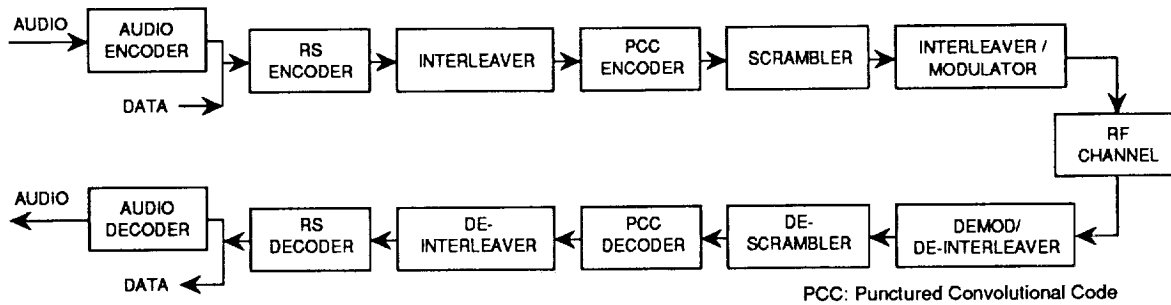 AUDIO
AUDIO
ENCODER
DATA
RS
ENCODER
INTERLEAVER
PCC
ENCODER
SCRAMBLER
INTERLEAVER /
MODULATOR
RF
CHANNEL
AUDIO
AUDIO
DECODER
DATA
RS
DECODER
DE-
INTERLEAVER
PCC
DECODER
DE-
SCRAMBLER
DEMOD/
DE-INTERLEAVER
PCC: Punctured Convolutional Code